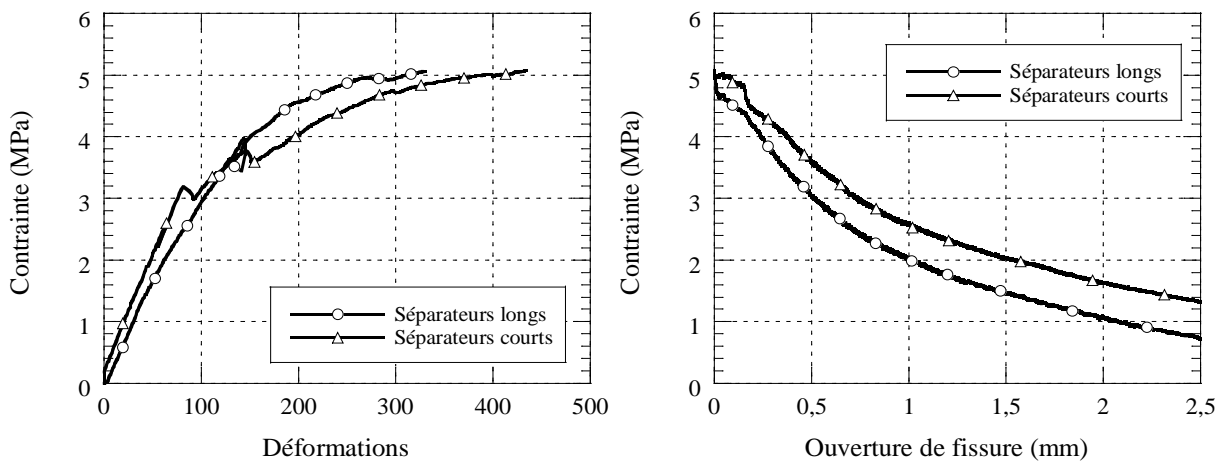 6
5
4
3
2
1
0
Contrainte (MPa)
Séparateurs longs
Séparateurs courts
0 100 200 300 400 500
Déformations
6
5
4
3
2
1
0
Contrainte (MPa)
Séparateurs longs
Séparateurs courts
0 0,5 1 1,5 2 2,5
Ouverture de fissure (mm)